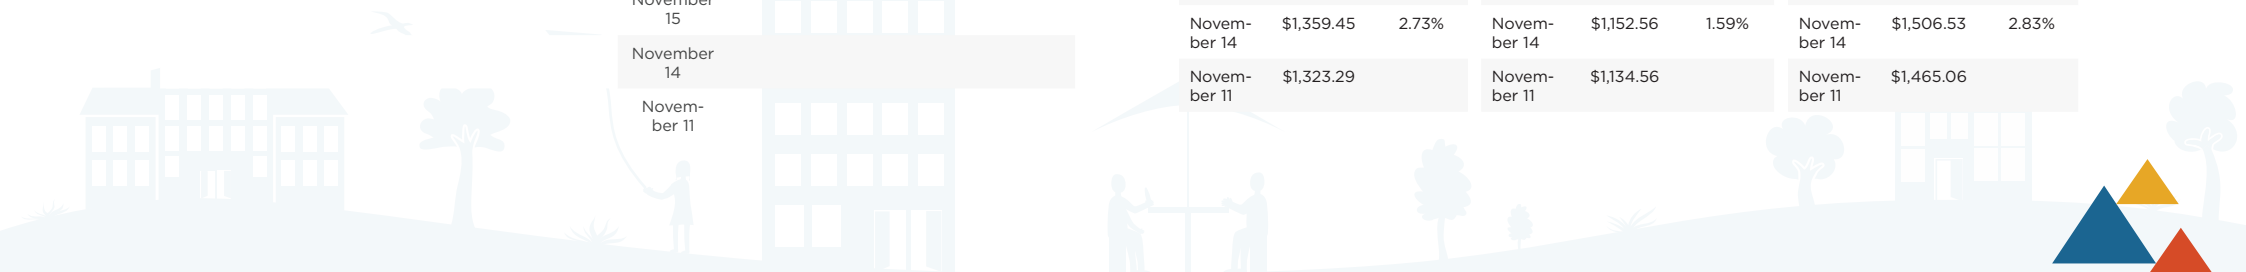 November
15
November
14
Novem-
ber 11
Novem-
ber 14
$1,359.45
2.73%
Novem-
ber 11
$1,323.29
Novem-
ber 14
$1,152.56
1.59%
Novem-
ber 11
$1,134.56
Novem-
ber 14
$1,506.53
2.83%
Novem-
ber 11
$1,465.06